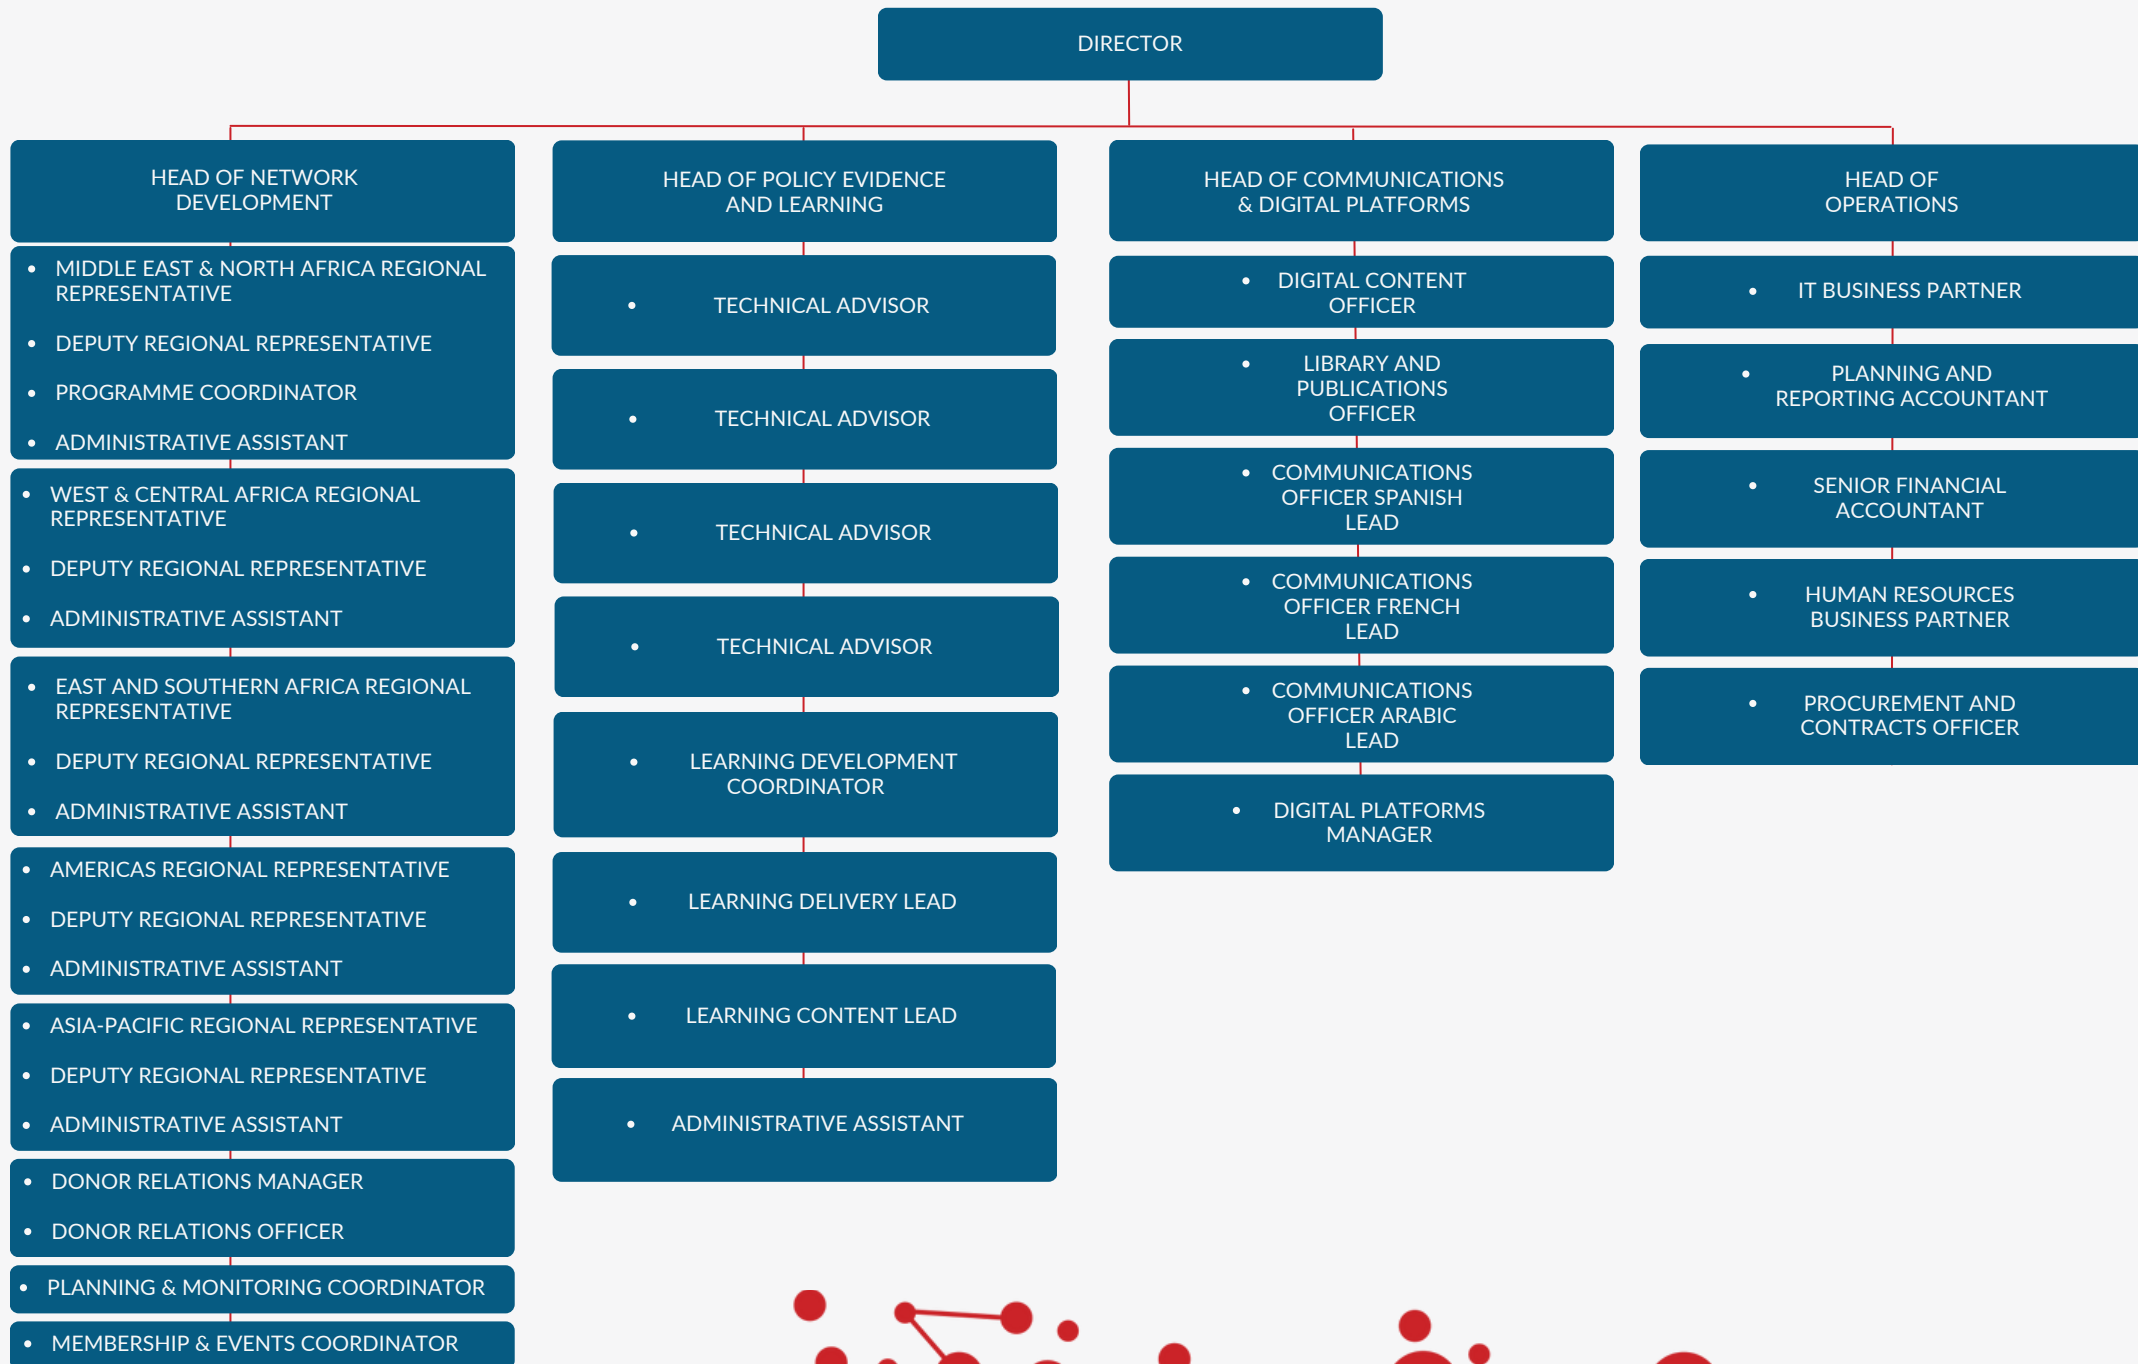 DIRECTOR
HEAD OF NETWORK
DEVELOPMENT
• MIDDLE EAST & NORTH AFRICA REGIONAL
REPRESENTATIVE
• DEPUTY REGIONAL REPRESENTATIVE
• PROGRAMME COORDINATOR
• ADMINISTRATIVE ASSISTANT
• WEST & CENTRAL AFRICA REGIONAL
REPRESENTATIVE
• DEPUTY REGIONAL REPRESENTATIVE
• ADMINISTRATIVE ASSISTANT
• EAST AND SOUTHERN AFRICA REGIONAL
REPRESENTATIVE
• DEPUTY REGIONAL REPRESENTATIVE
• ADMINISTRATIVE ASSISTANT
• AMERICAS REGIONAL REPRESENTATIVE
• DEPUTY REGIONAL REPRESENTATIVE
• ADMINISTRATIVE ASSISTANT
• ASIA-PACIFIC REGIONAL REPRESENTATIVE
• DEPUTY REGIONAL REPRESENTATIVE
• ADMINISTRATIVE ASSISTANT
• DONOR RELATIONS MANAGER
• DONOR RELATIONS OFFICER
• PLANNING & MONITORING COORDINATOR
• MEMBERSHIP & EVENTS COORDINATOR
HEAD OF POLICY EVIDENCE
AND LEARNING
• TECHNICAL ADVISOR
• TECHNICAL ADVISOR
• TECHNICAL ADVISOR
• TECHNICAL ADVISOR
• LEARNING DEVELOPMENT
COORDINATOR
• LEARNING DELIVERY LEAD
• LEARNING CONTENT LEAD
• ADMINISTRATIVE ASSISTANT
HEAD OF COMMUNICATIONS
& DIGITAL PLATFORMS
• DIGITAL CONTENT
OFFICER
• LIBRARY AND
PUBLICATIONS
OFFICER
• COMMUNICATIONS
OFFICER SPANISH
LEAD
• COMMUNICATIONS
OFFICER FRENCH
LEAD
• COMMUNICATIONS
OFFICER ARABIC
LEAD
• DIGITAL PLATFORMS
MANAGER
HEAD OF
OPERATIONS
• IT BUSINESS PARTNER
• PLANNING AND
REPORTING ACCOUNTANT
• SENIOR FINANCIAL
ACCOUNTANT
• HUMAN RESOURCES
BUSINESS PARTNER
• PROCUREMENT AND
CONTRACTS OFFICER